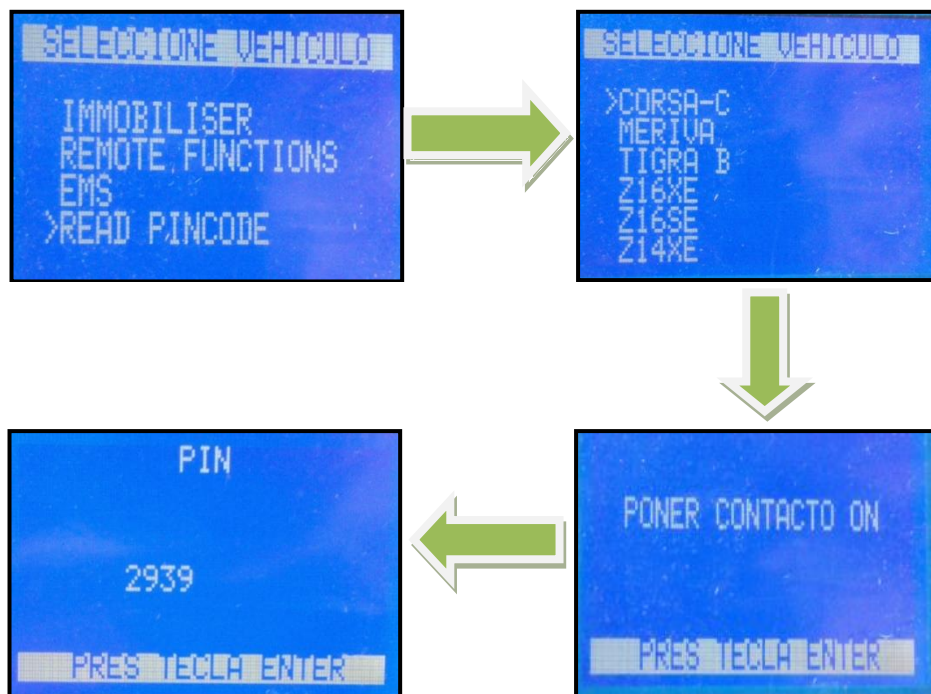 SELECCIONE VEHICULO
IMMOBILISER
REMOTE FUNCTIONS
EMS
>READ PINCODE
SELECCIONE VEHICULO
>CORSA-C
MERIVA
TIGRA B
Z16XE
Z16SE
Z14XE
PONER CONTACTO ON
PRES TECLA ENTER
PIN
2939
PRES TECLA ENTER